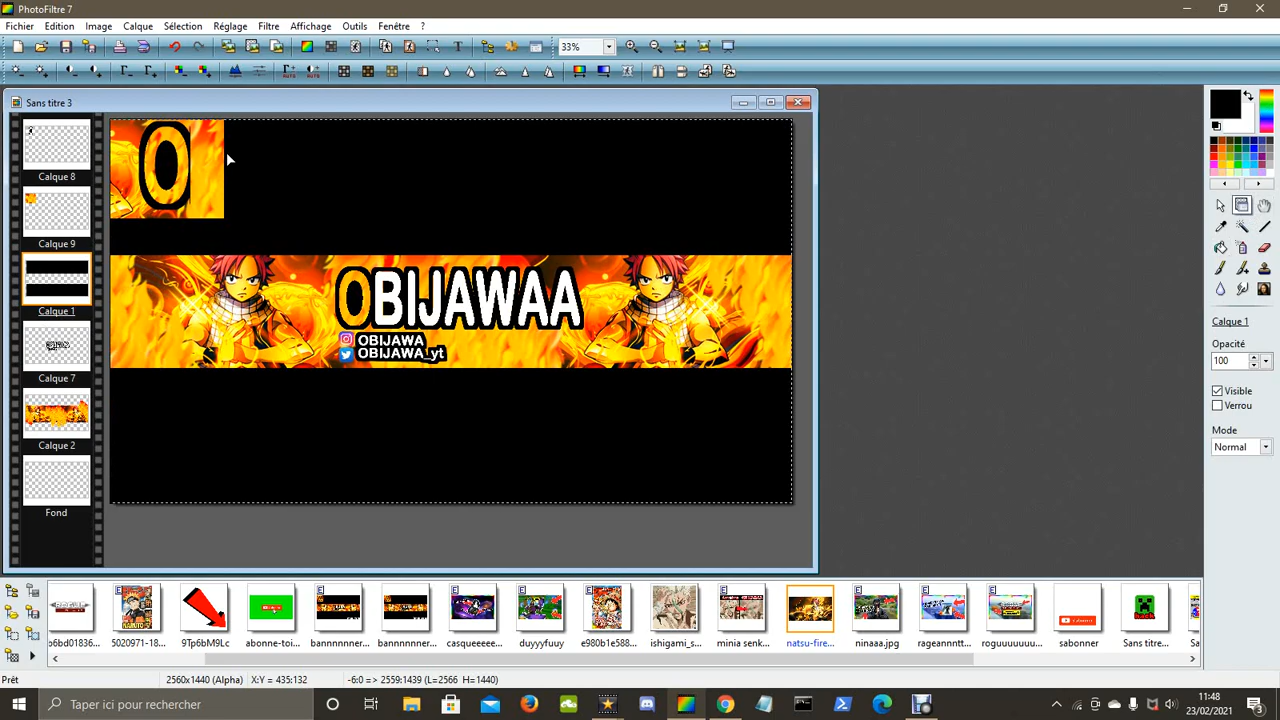 PhotoFiltre 7
Fichier Edition Image Calque Sélection Réglage Filtre Affichage Outils Fenêtre ?
33%
Sans titre 3
Calque 8
Calque 9
Calque 1
Calque 7
Calque 2
Fond
O
OBIJAWAA
OBIJAWA
OBIJAWA_yt
Calque 1
Opacité
100
Visible
Verrou
Mode
Normal
o6bd01836... 5020971-18... 9Tp6bM9Lc abonne-toi... bannnnnner... bannnnnner... casqueeeee... duyyyfuuy e980b1e588... ishigami_s... minia senk... natsu-fire... ninaaa.jpg rageannntt... roguuuuuu... sabonner Sans titre...
Prêt 2560x1440 (Alpha) X:Y = 435:132 -6:0 => 2559:1439 (L=2566 H=1440)
Taper ici pour rechercher
11:48
23/02/2021
3